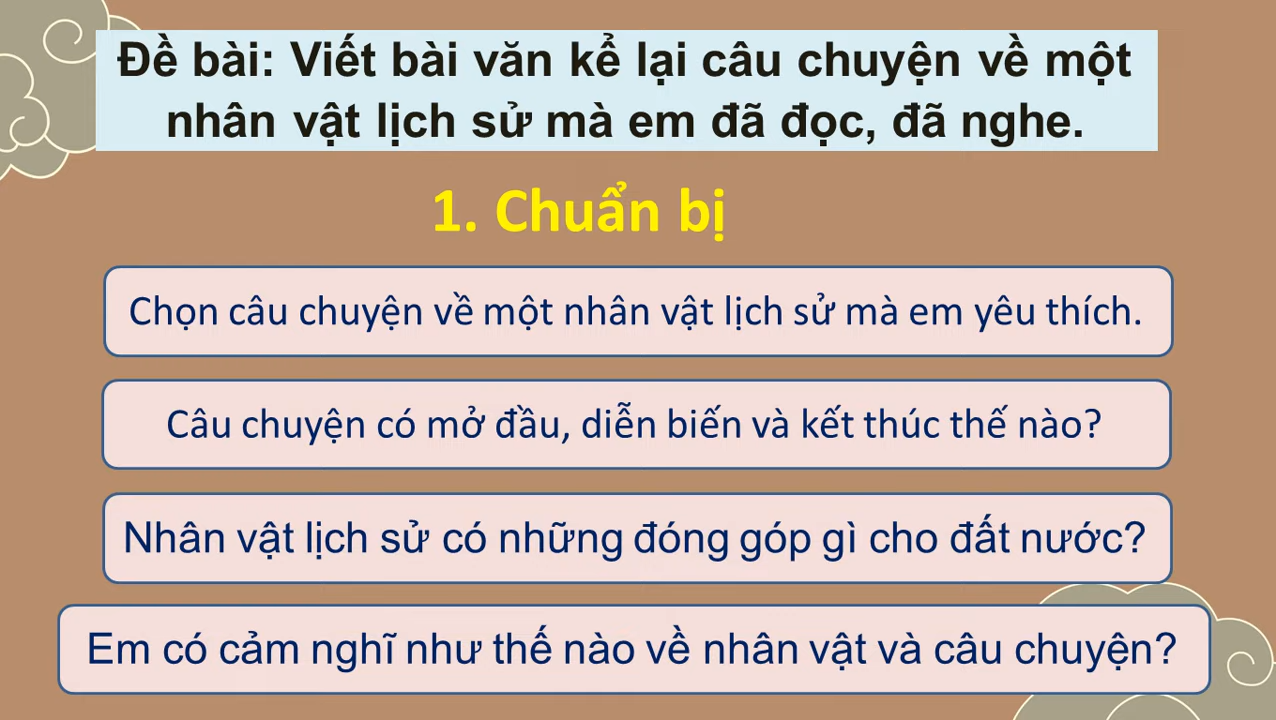 Đề bài: Viết bài văn kể lại câu chuyện về một
nhân vật lịch sử mà em đã đọc, đã nghe.
1. Chuẩn bị
Chọn câu chuyện về một nhân vật lịch sử mà em yêu thích.
Câu chuyện có mở đầu, diễn biến và kết thúc thế nào?
Nhân vật lịch sử có những đóng góp gì cho đất nước?
Em có cảm nghĩ như thế nào về nhân vật và câu chuyện?